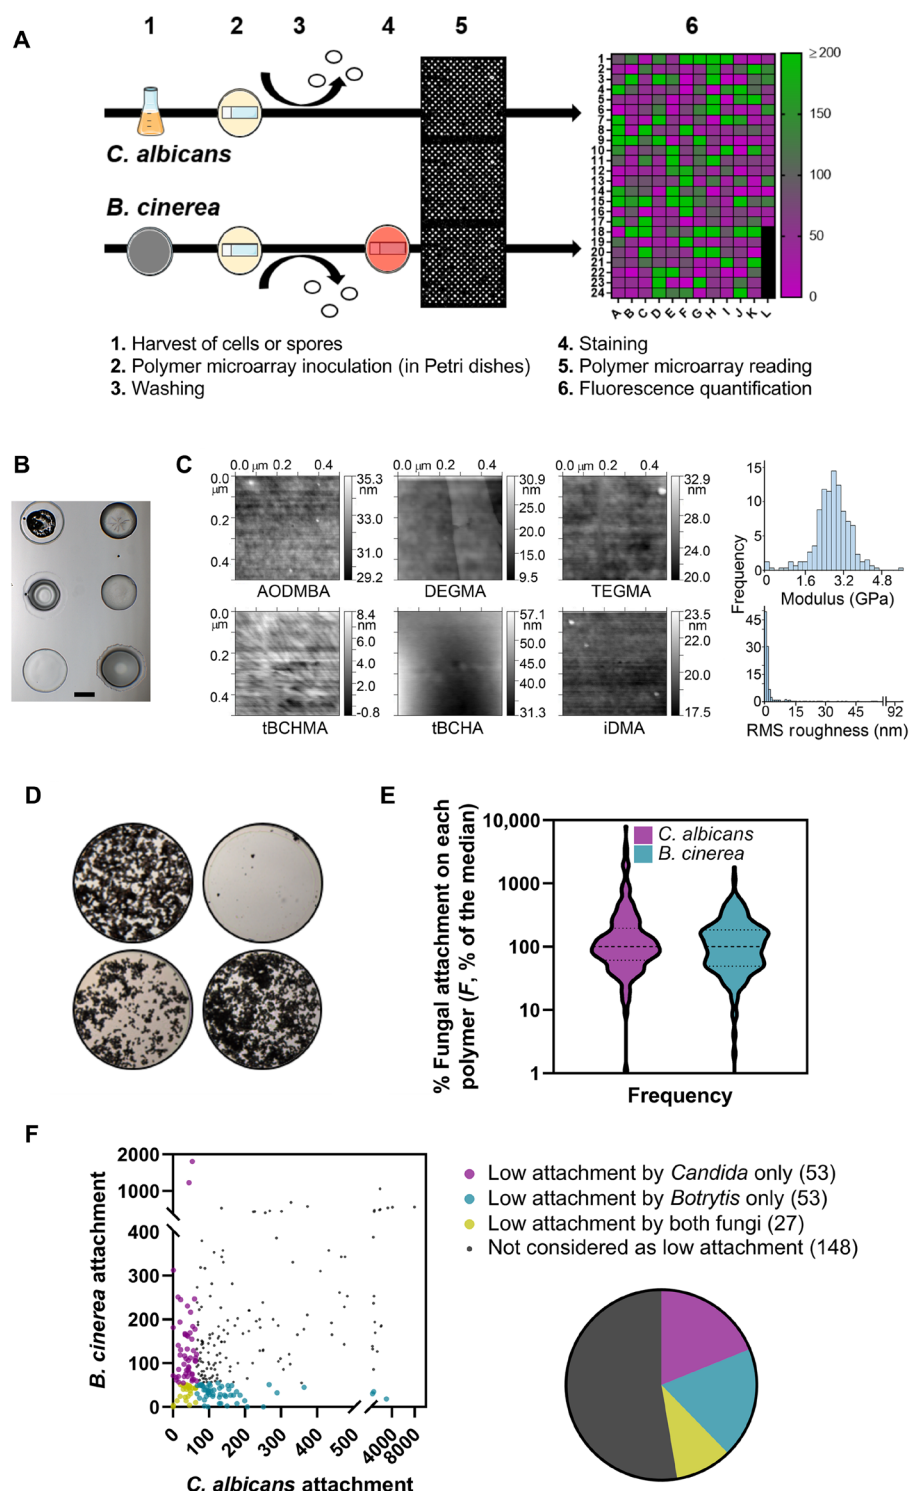 A
1 2 3 4 5 6
C. albicans
B. cinerea
1
2
3
4
5
6
7
8
9
10
11
12
13
14
15
16
17
18
19
20
21
22
23
24
A B C D E F G H I J K L
≥200
150
100
50
0
1. Harvest of cells or spores
2. Polymer microarray inoculation (in Petri dishes)
3. Washing
4. Staining
5. Polymer microarray reading
6. Fluorescence quantification
B
C
0.0 µm 0.2 0.4
0.0
µm
0.2
0.4
35.3
nm
33.0
31.0
29.2
AODMBA
0.0 µm 0.2 0.4
30.9
nm
25.0
20.0
15.0
9.5
DEGMA
0.0 µm 0.2 0.4
32.9
nm
28.0
24.0
20.0
TEGMA
0.0
µm
0.2
0.4
8.4
nm
6.0
4.0
2.0
-0.8
tBCHMA
57.1
nm
50.0
45.0
40.0
31.3
tBCHA
23.5
nm
22.0
20.0
17.5
iDMA
Frequency
15
10
5
0
0 1.6 3.2 4.8
Modulus (GPa)
45
30
15
0
0 15 30 45 92
RMS roughness (nm)
D
E
% Fungal attachment on each
polymer (F, % of the median)
10,000
1000
100
10
1
C. albicans
B. cinerea
Frequency
F
B. cinerea attachment
2000
1000
400
300
200
100
0
0 100 200 300 400 500 4000 8000
C. albicans attachment
Low attachment by Candida only (53)
Low attachment by Botrytis only (53)
Low attachment by both fungi (27)
Not considered as low attachment (148)